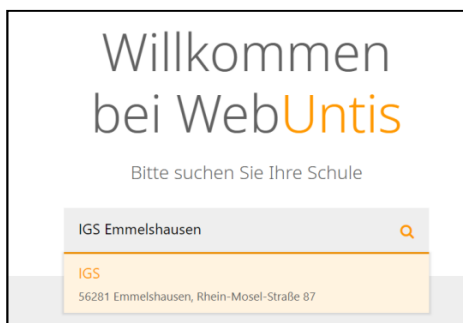 Willkommen
bei WebUntis
Bitte suchen Sie Ihre Schule
IGS Emmelshausen
IGS
56281 Emmelshausen, Rhein-Mosel-Straße 87